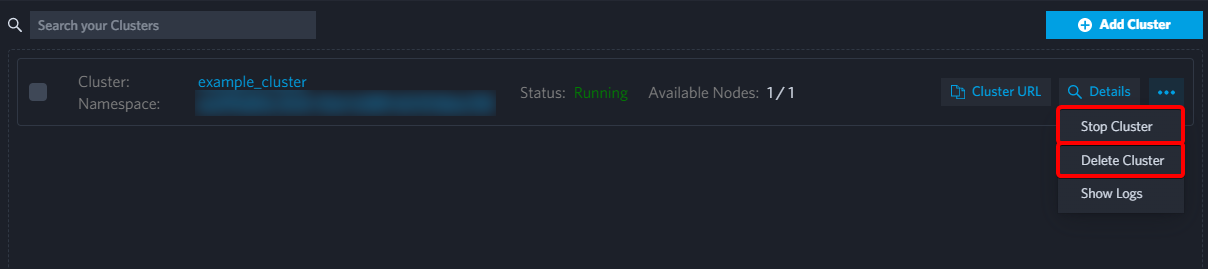 Search your Clusters
Add Cluster
Cluster: example_cluster
Namespace:
Status: Running Available Nodes: 1 / 1
Cluster URL
Details
Stop Cluster
Delete Cluster
Show Logs